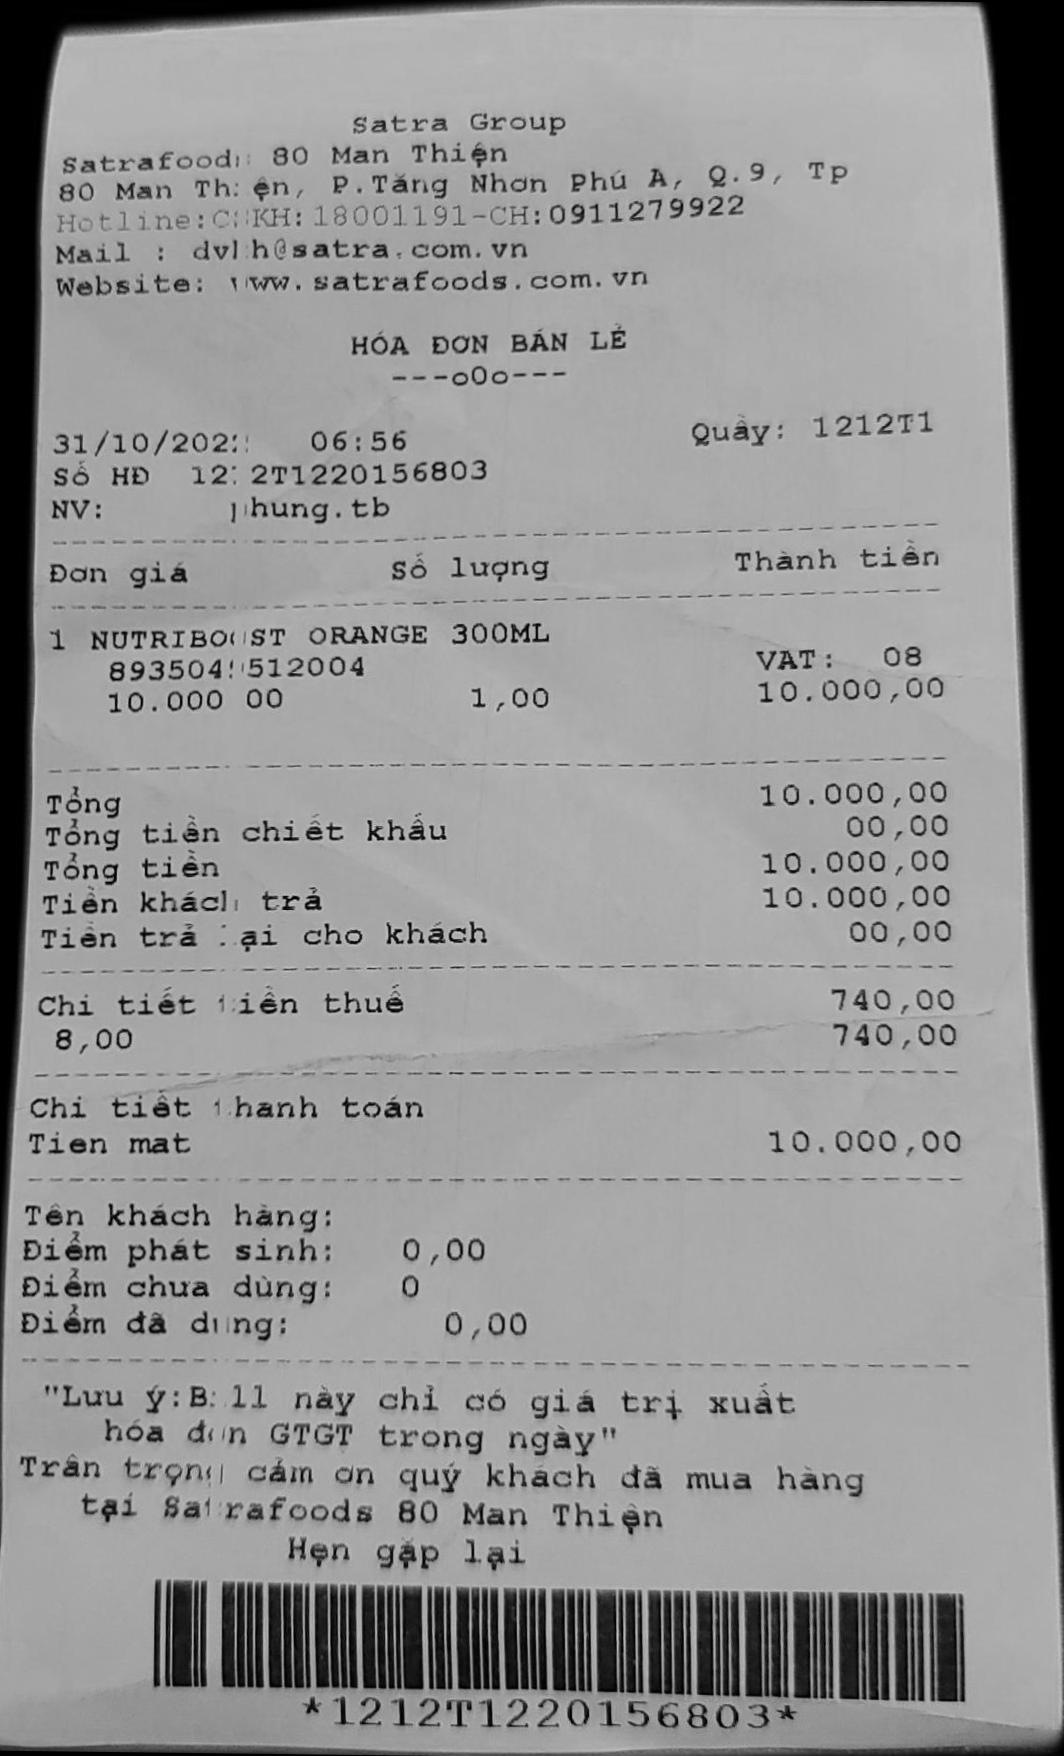 Satra Group
Satrafoods 80 Man Thiện
80 Man Thiện, P.Tăng Nhơn Phú A, Q.9, Tp
Hotline:CSKH:18001191-CH:0911279922
Mail : dvkh@satra.com.vn
Website: www.satrafoods.com.vn
HÓA ĐƠN BÁN LẺ
---oOo---
31/10/2022 06:56 Quầy: 1212T1
Số HĐ 1212T1220156803
NV: phung.tb
Đơn giá Số lượng Thành tiền
1 NUTRIBOOST ORANGE 300ML
8935049512004 VAT: 08
10.000 00 1,00 10.000,00
Tổng 10.000,00
Tổng tiền chiết khấu 00,00
Tổng tiền 10.000,00
Tiền khách trả 10.000,00
Tiền trả lại cho khách 00,00
Chi tiết tiền thuế 740,00
8,00 740,00
Chi tiết thanh toán
Tien mat 10.000,00
Tên khách hàng:
Điểm phát sinh: 0,00
Điểm chưa dùng: 0
Điểm đã dùng: 0,00
"Lưu ý:Bill này chỉ có giá trị xuất
hóa đơn GTGT trong ngày"
Trân trọng cảm ơn quý khách đã mua hàng
tại Satrafoods 80 Man Thiện
Hẹn gặp lại
*1212T1220156803*